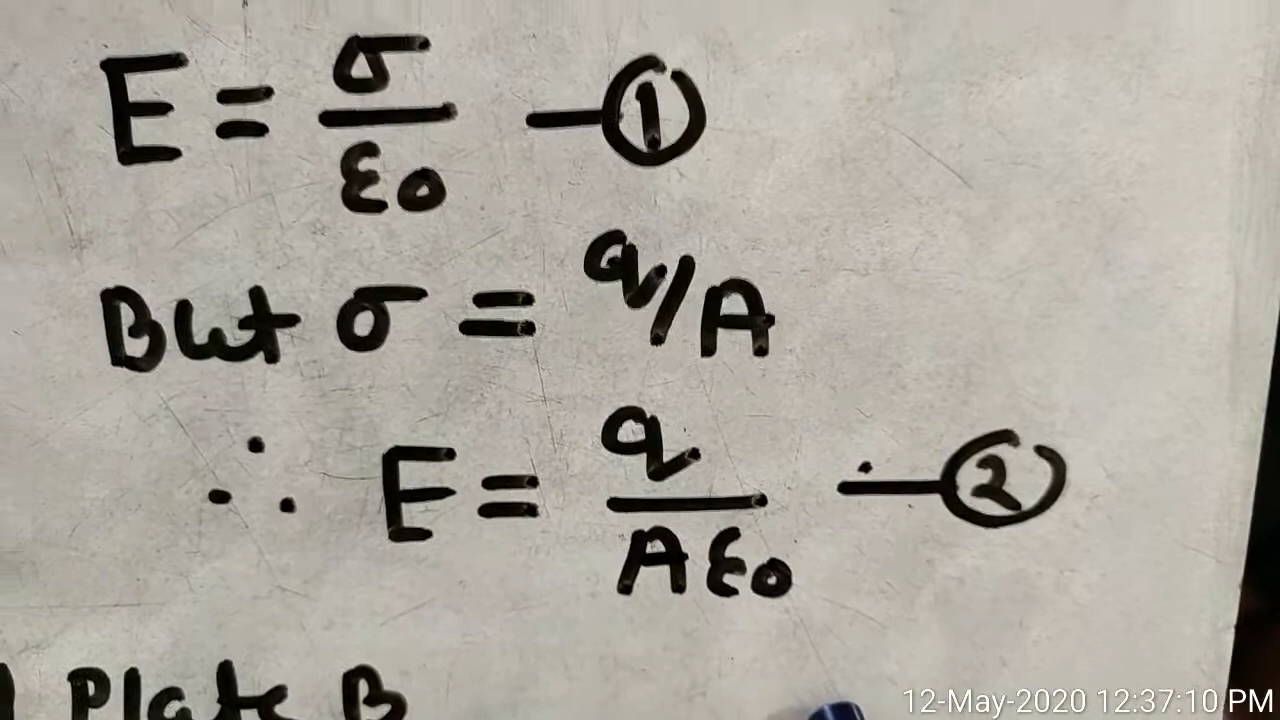 E = σ/ε₀ —①
But σ = q/A
∴ E = q/Aε₀ —②
Plate B
12-May-2020 12:37:10 PM